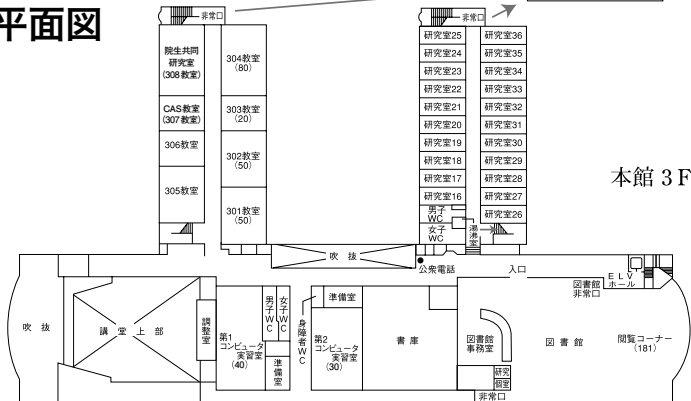 平面図
非常口
非常口
院生共同
研究室
(308教室)
CAS教室
(307教室)
306教室
305教室
304教室
(80)
303教室
(20)
302教室
(50)
301教室
(50)
研究室25
研究室24
研究室23
研究室22
研究室21
研究室20
研究室19
研究室18
研究室17
研究室16
男子
WC
女子
WC
湯沸室
研究室36
研究室35
研究室34
研究室33
研究室32
研究室31
研究室30
研究室29
研究室28
研究室27
研究室26
本館 3 F
吹 抜
公衆電話
入口
ELV
ホール
図書館
非常口
吹 抜
講 堂 上 部
調整室
第1
コンピュータ
実習室
(40)
男子WC
女子WC
準備室
身障者WC
準備室
第2
コンピュータ
実習室
(30)
書 庫
図書館
事務室
研究
個室
非常口
図 書 館
閲覧コーナー
(181)